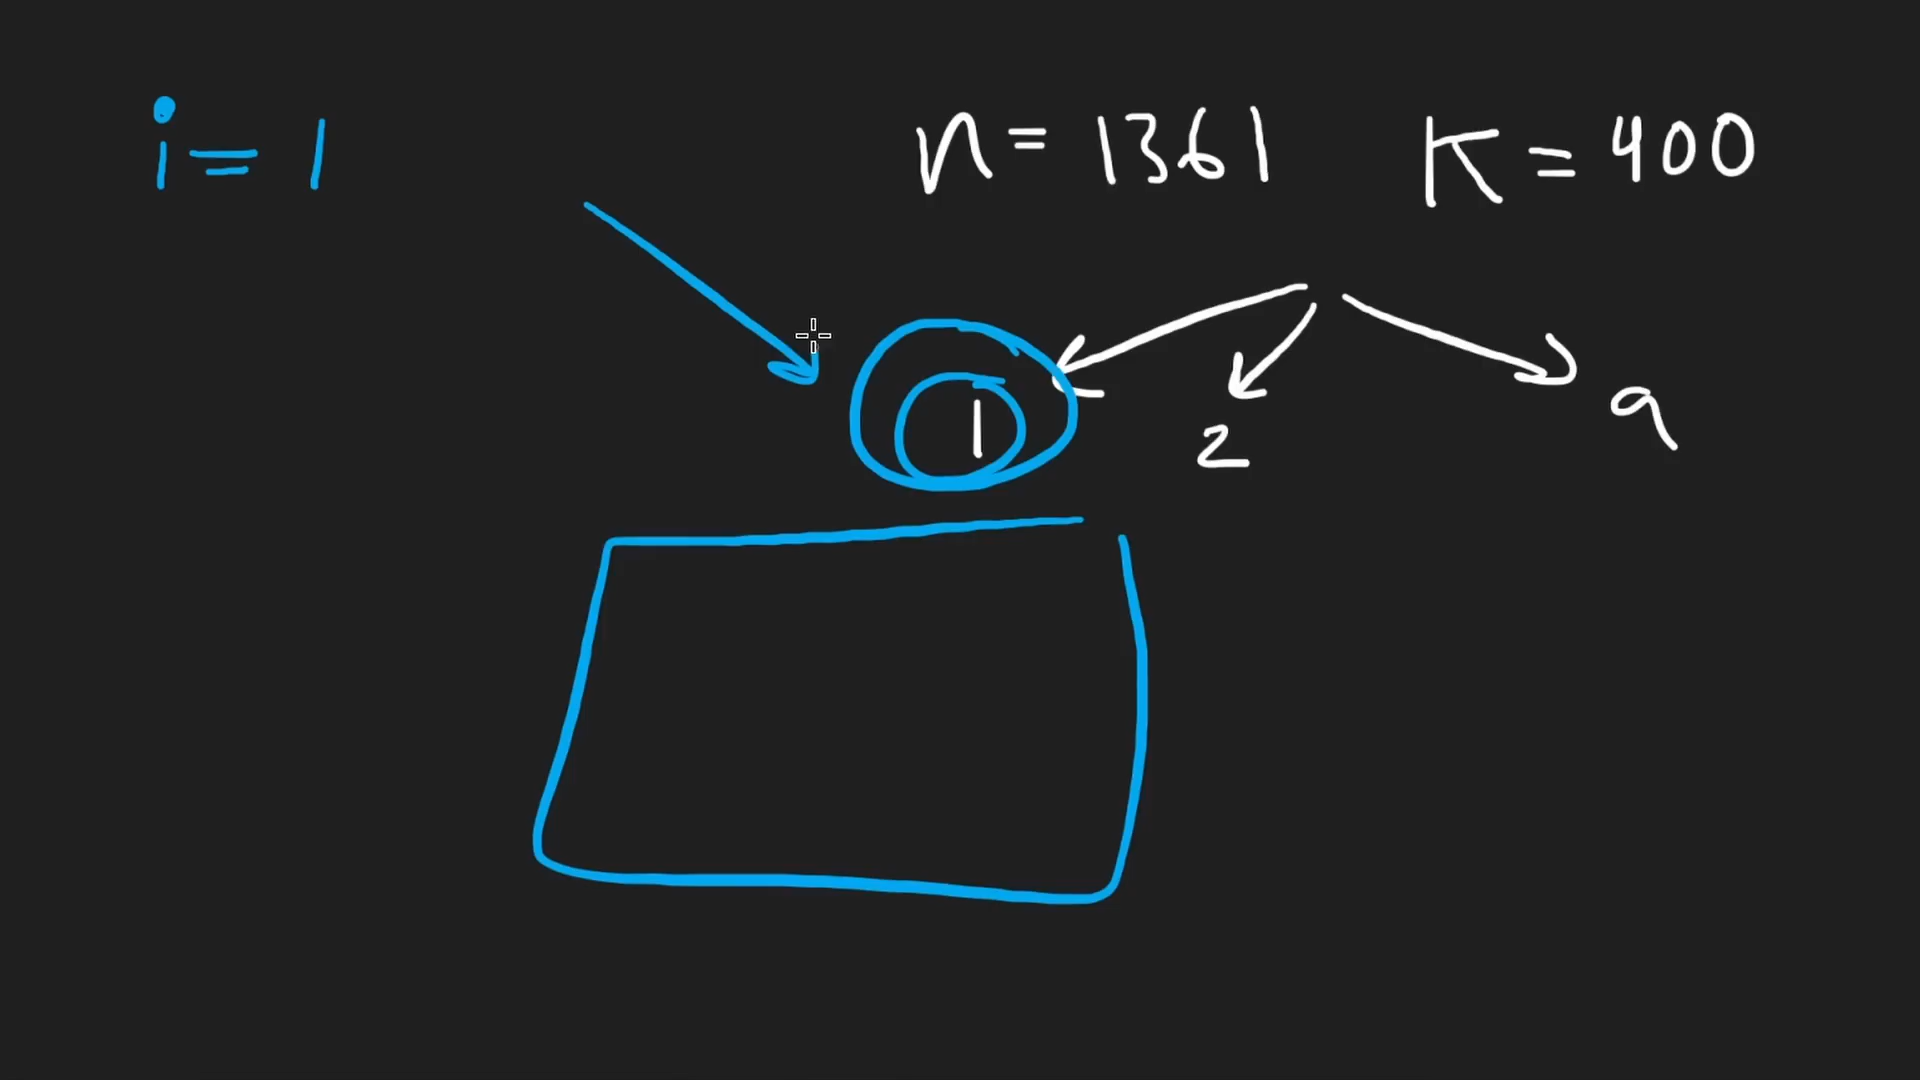 i = 1
n = 1361 K = 400
1 2 9